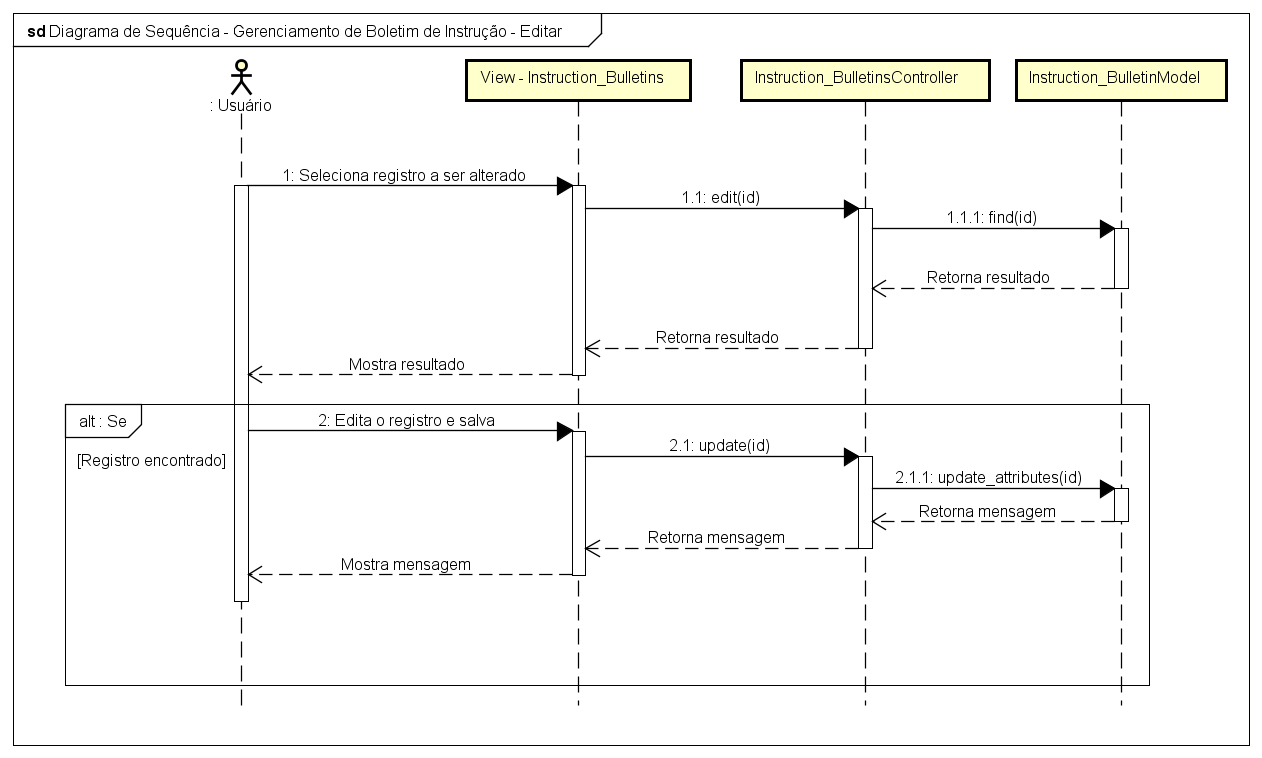 sd Diagrama de Sequência - Gerenciamento de Boletim de Instrução - Editar
: Usuário
View - Instruction_Bulletins
Instruction_BulletinsController
Instruction_BulletinModel
1: Seleciona registro a ser alterado
1.1: edit(id)
1.1.1: find(id)
Retorna resultado
Retorna resultado
Mostra resultado
alt : Se
2: Edita o registro e salva
[Registro encontrado]
2.1: update(id)
2.1.1: update_attributes(id)
Retorna mensagem
Retorna mensagem
Mostra mensagem